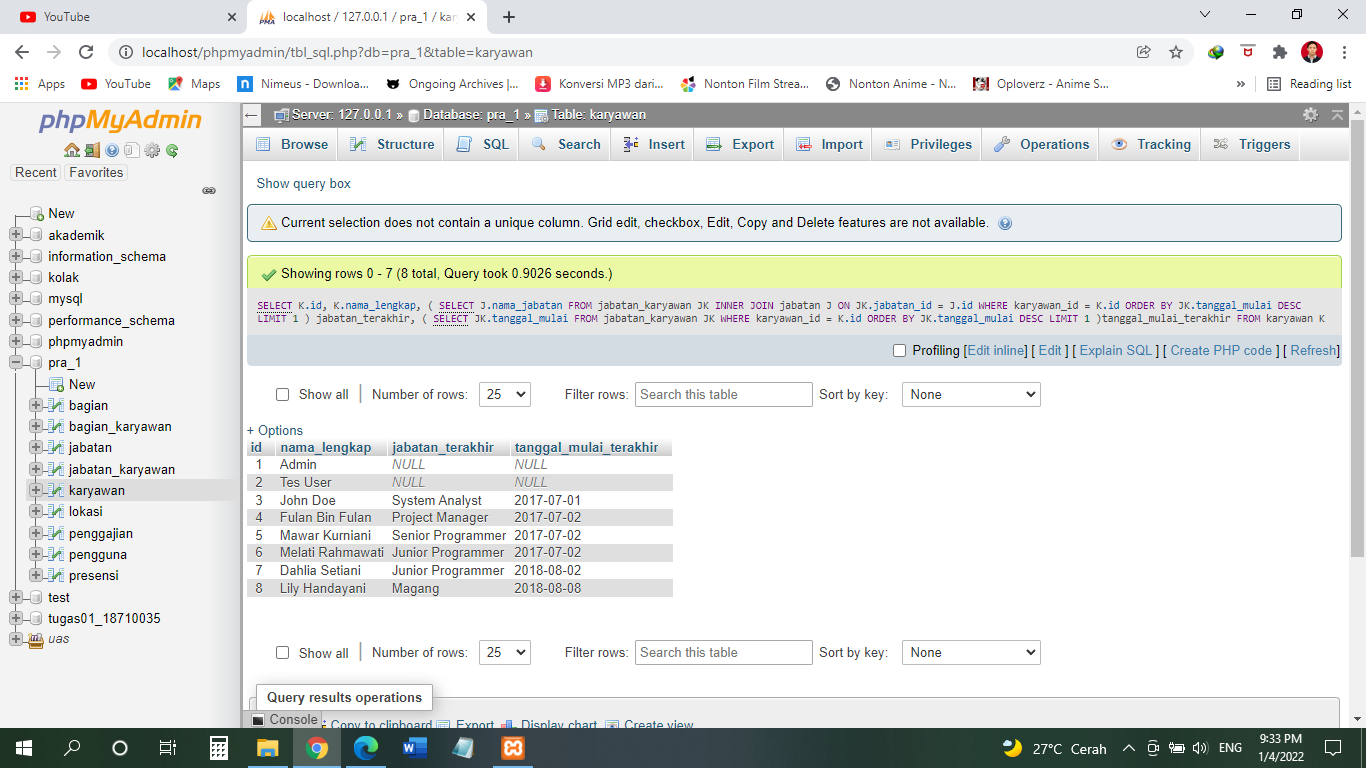 YouTube
localhost / 127.0.0.1 / pra_1 / kar
localhost/phpmyadmin/tbl_sql.php?db=pra_1&table=karyawan
Apps YouTube Maps Nimeus - Downloa... Ongoing Archives |... Konversi MP3 dari... Nonton Film Strea... Nonton Anime - N... Oploverz - Anime S... » Reading list
phpMyAdmin
Recent Favorites
New
akademik
information_schema
kolak
mysql
performance_schema
phpmyadmin
pra_1
New
bagian
bagian_karyawan
jabatan
jabatan_karyawan
karyawan
lokasi
penggajian
pengguna
presensi
test
tugas01_18710035
uas
Server: 127.0.0.1 » Database: pra_1 » Table: karyawan
Browse Structure SQL Search Insert Export Import Privileges Operations Tracking Triggers
Show query box
Current selection does not contain a unique column. Grid edit, checkbox, Edit, Copy and Delete features are not available.
Showing rows 0 - 7 (8 total, Query took 0.9026 seconds.)
SELECT K.id, K.nama_lengkap, ( SELECT J.nama_jabatan FROM jabatan_karyawan JK INNER JOIN jabatan J ON JK.jabatan_id = J.id WHERE karyawan_id = K.id ORDER BY JK.tanggal_mulai DESC
LIMIT 1 ) jabatan_terakhir, ( SELECT JK.tanggal_mulai FROM jabatan_karyawan JK WHERE karyawan_id = K.id ORDER BY JK.tanggal_mulai DESC LIMIT 1 )tanggal_mulai_terakhir FROM karyawan K
Profiling [Edit inline] [ Edit ] [ Explain SQL ] [ Create PHP code ] [ Refresh]
Show all Number of rows: 25 Filter rows: Search this table Sort by key: None
+ Options
id nama_lengkap jabatan_terakhir tanggal_mulai_terakhir
1 Admin NULL NULL
2 Tes User NULL NULL
3 John Doe System Analyst 2017-07-01
4 Fulan Bin Fulan Project Manager 2017-07-02
5 Mawar Kurniani Senior Programmer 2017-07-02
6 Melati Rahmawati Junior Programmer 2017-07-02
7 Dahlia Setiani Junior Programmer 2018-08-02
8 Lily Handayani Magang 2018-08-08
Show all Number of rows: 25 Filter rows: Search this table Sort by key: None
Query results operations
Console Copy to clipboard Export Display chart Create view
27°C Cerah ENG 9:33 PM
1/4/2022